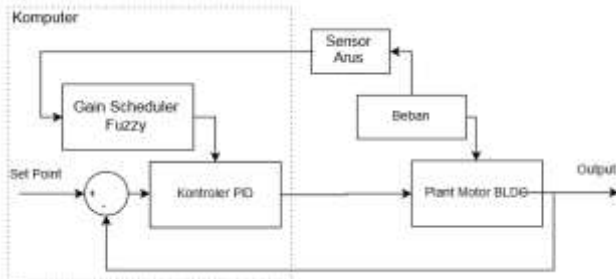 Komputer
Sensor
Arus
Gain Scheduler
Fuzzy
Beban
Set Point
+
-
Kontroler PID
Plant Motor BLDC
Output